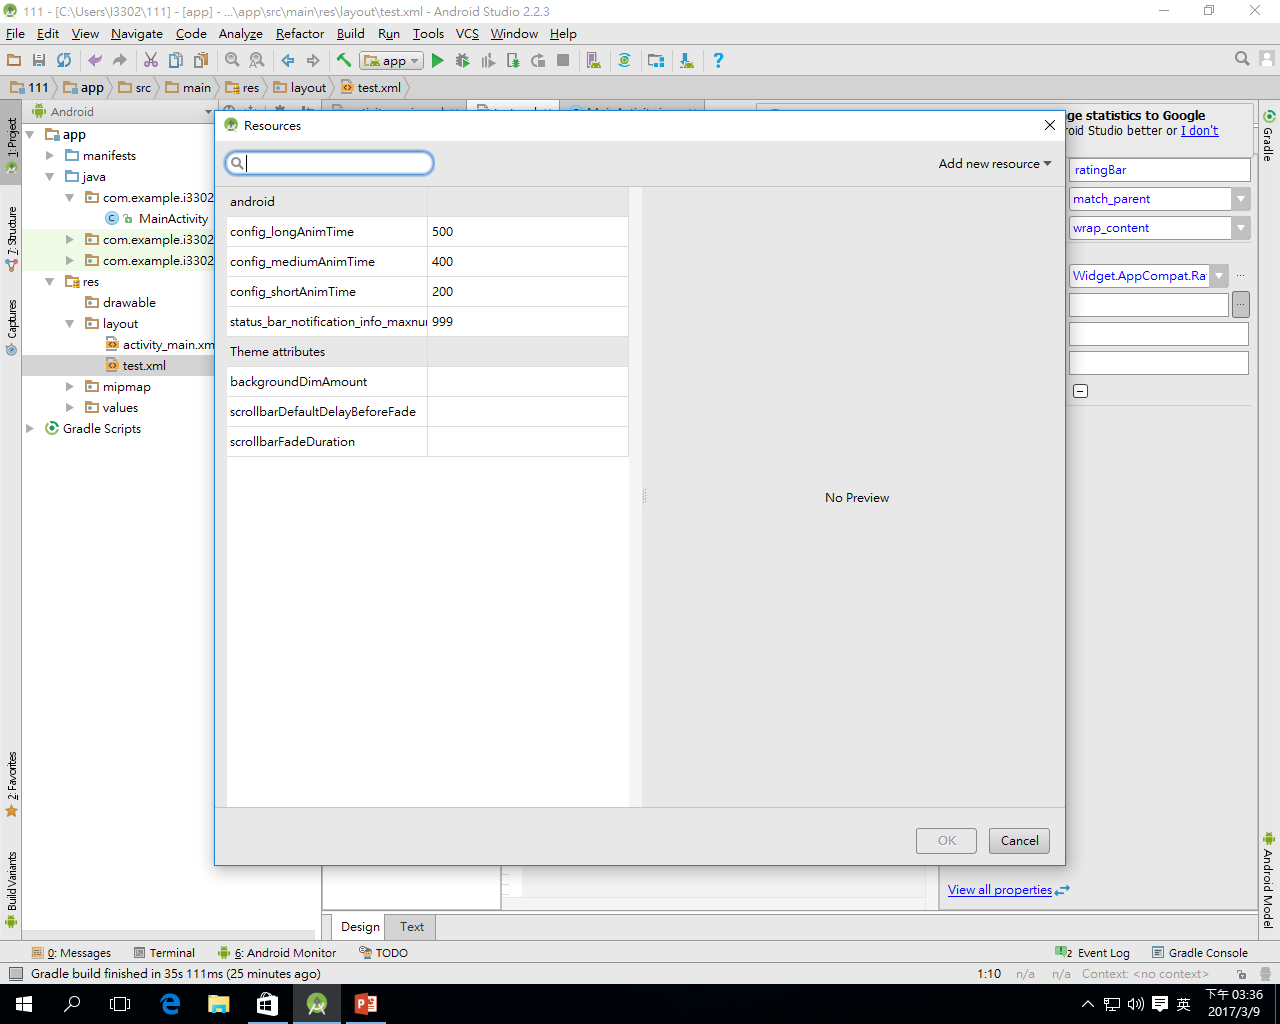 111 - [C:\Users\I3302\111] - [app] - ...\app\src\main\res\layout\test.xml - Android Studio 2.2.3
File Edit View Navigate Code Analyze Refactor Build Run Tools VCS Window Help
app
111 app src main res layout test.xml
1: Project
7: Structure
Captures
2: Favorites
Build Variants
Android
app
manifests
java
com.example.i3302
MainActivity
com.example.i3302
com.example.i3302
res
drawable
layout
activity_main.xm
test.xml
mipmap
values
Gradle Scripts
Resources
Add new resource
android
config_longAnimTime 500
config_mediumAnimTime 400
config_shortAnimTime 200
status_bar_notification_info_maxnum 999
Theme attributes
backgroundDimAmount
scrollbarDefaultDelayBeforeFade
scrollbarFadeDuration
No Preview
OK Cancel
ge statistics to Google
oid Studio better or I don't
ratingBar
match_parent
wrap_content
Widget.AppCompat.Ra
View all properties
Gradle
Android Model
Design Text
0: Messages Terminal 6: Android Monitor TODO 2 Event Log Gradle Console
Gradle build finished in 35s 111ms (25 minutes ago) 1:10 n/a n/a Context: <no context>
英 下午 03:36
2017/3/9